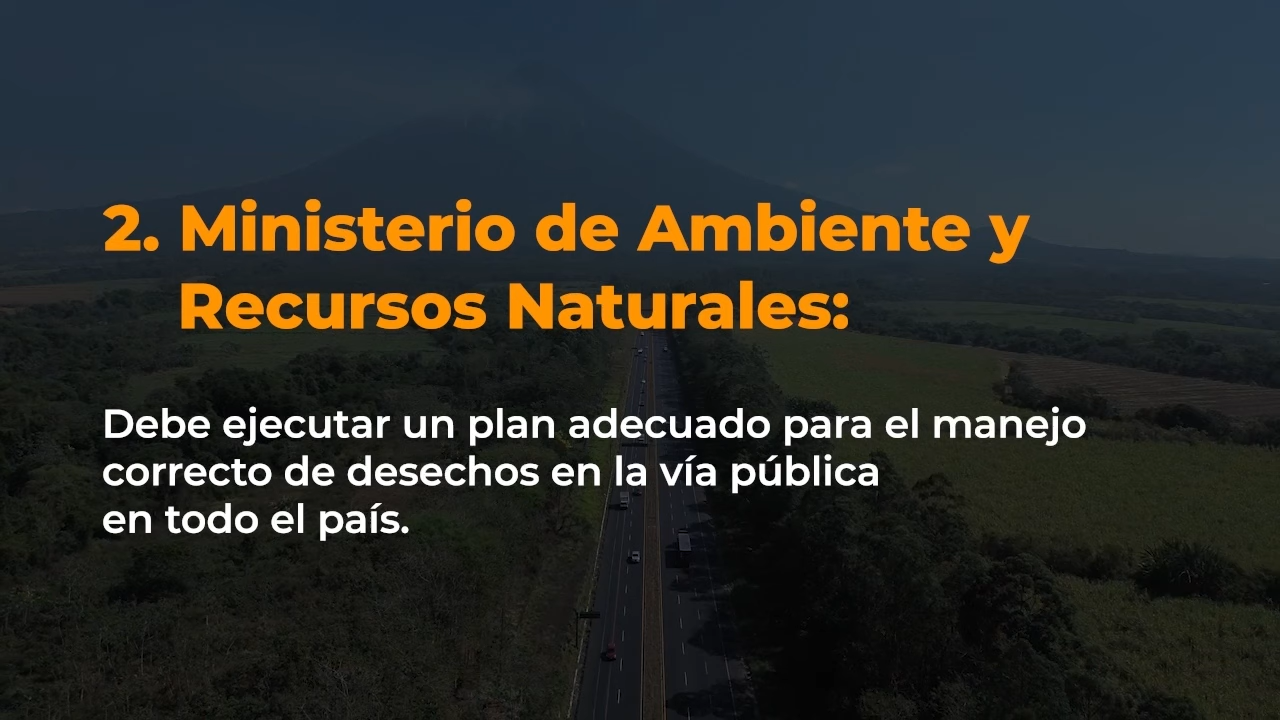 2. Ministerio de Ambiente y
Recursos Naturales:
Debe ejecutar un plan adecuado para el manejo
correcto de desechos en la vía pública
en todo el país.